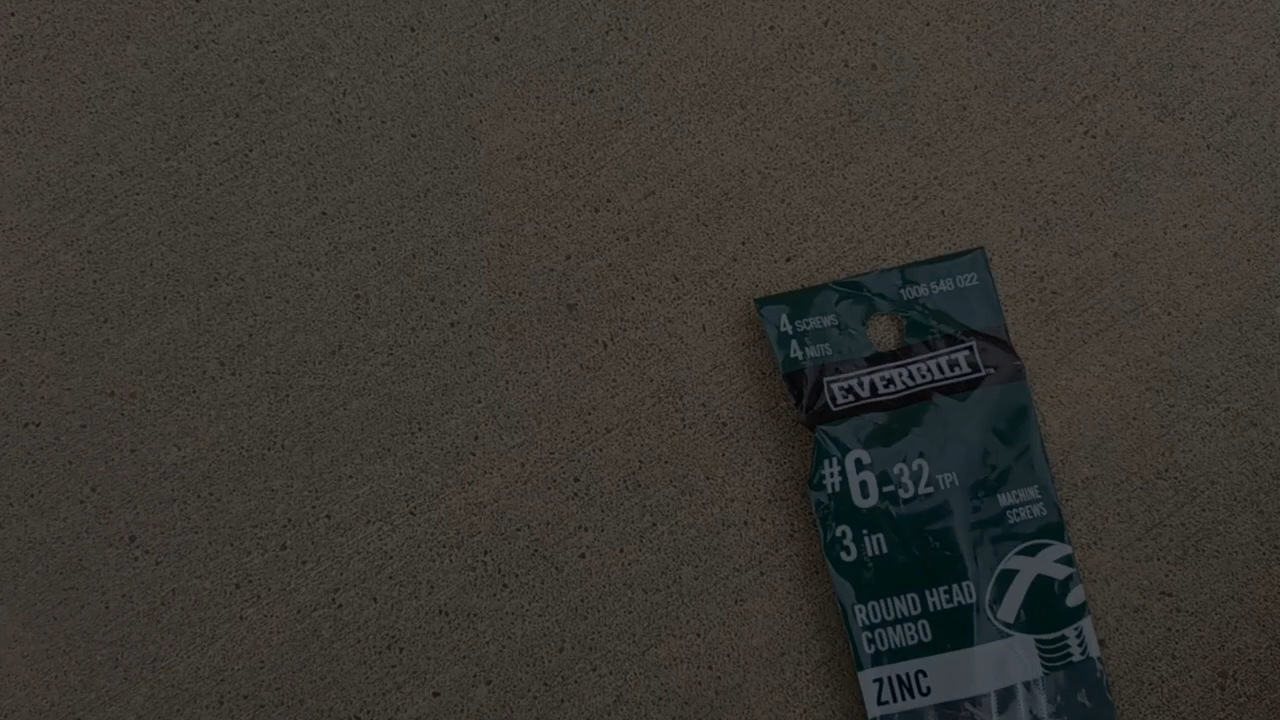 1006 548 022
4 SCREWS
4 NUTS
EVERBILT
#6-32 TPI
MACHINE
SCREWS
3 in
ROUND HEAD
COMBO
ZINC